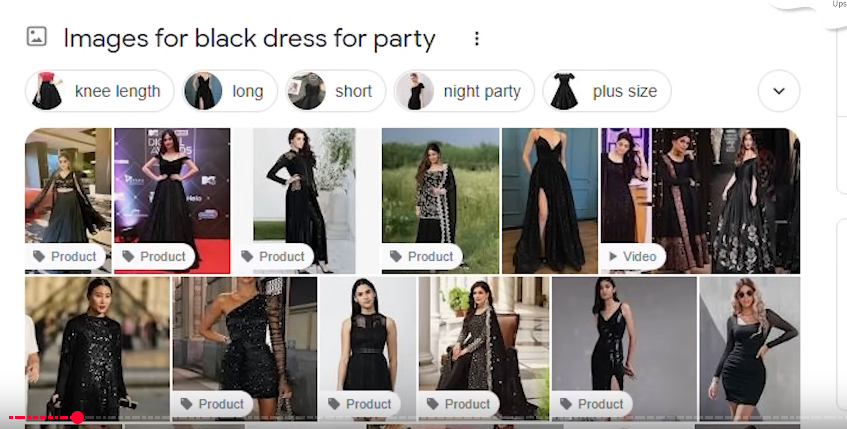 Ups
Images for black dress for party
knee length
long
short
night party
plus size
Product
Product
Product
Product
Video
Product
Product
Product
Product